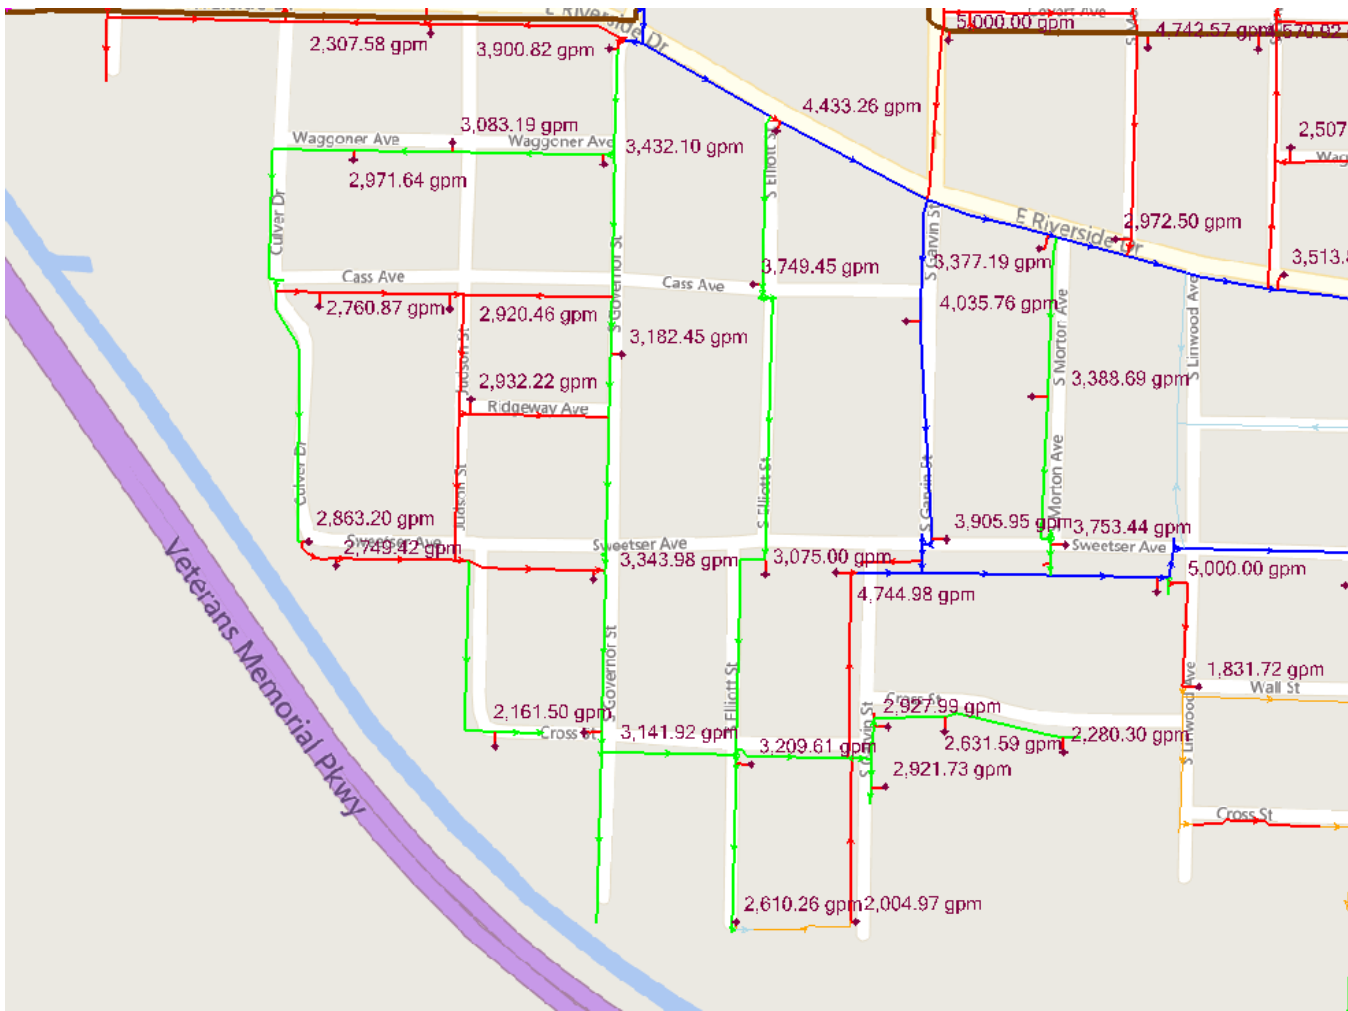 E Riverside Dr
5,000.00 gpm
2,307.58 gpm
3,900.82 gpm
4,742.57 gpm
4,433.26 gpm
3,083.19 gpm
Waggoner Ave
Waggoner Ave
3,432.10 gpm
2,507
2,971.64 gpm
S Elliott St
Culver Dr
S Garvin St
E Riverside Dr
2,972.50 gpm
S Governor St
3,749.45 gpm
3,377.19 gpm
3,513.
Cass Ave
Cass Ave
2,760.87 gpm
2,920.46 gpm
4,035.76 gpm
S Morton Ave
S Linwood Ave
3,182.45 gpm
Judson St
2,932.22 gpm
3,388.69 gpm
Ridgeway Ave
Culver Dr
Judson St
S Elliott St
S Garvin St
S Morton Ave
2,863.20 gpm
3,905.95 gpm
3,753.44 gpm
Sweetser Ave
Sweetser Ave
Sweetser Ave
2,749.42 gpm
3,343.98 gpm
3,075.00 gpm
5,000.00 gpm
4,744.98 gpm
Veterans Memorial Pkwy
S Governor St
S Elliott St
S Linwood Ave
1,831.72 gpm
Wall St
Cross St
2,161.50 gpm
2,927.99 gpm
S Garvin St
Cross St
3,141.92 gpm
3,209.61 gpm
2,631.59 gpm
2,280.30 gpm
2,921.73 gpm
Cross St
2,610.26 gpm
2,004.97 gpm